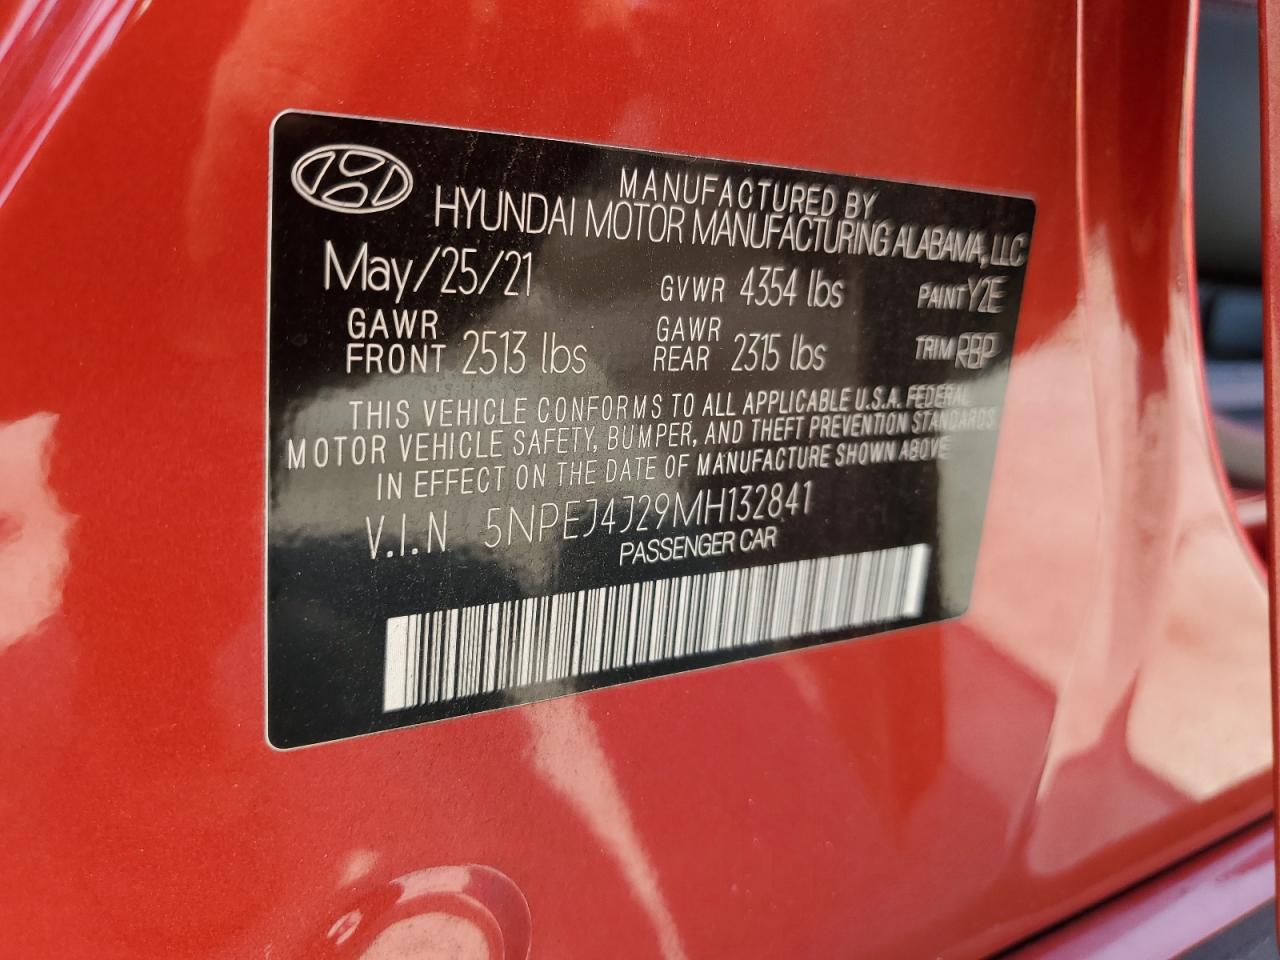 MANUFACTURED BY
HYUNDAI MOTOR MANUFACTURING ALABAMA, LLC
May/25/21 GVWR 4354 lbs PAINT Y2E
GAWR FRONT 2513 lbs GAWR REAR 2315 lbs TRIM RBP
THIS VEHICLE CONFORMS TO ALL APPLICABLE U.S.A. FEDERAL
MOTOR VEHICLE SAFETY, BUMPER, AND THEFT PREVENTION STANDARDS
IN EFFECT ON THE DATE OF MANUFACTURE SHOWN ABOVE
V.I.N 5NPEJ4J29MH132841
PASSENGER CAR